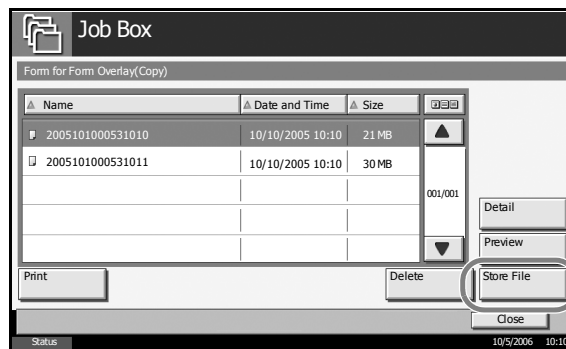 Job Box
Form for Form Overlay(Copy)
Name Date and Time Size
2005101000531010 10/10/2005 10:10 21 MB
2005101000531011 10/10/2005 10:10 30 MB
001/001
Detail
Preview
Print Delete Store File
Close
Status 10/5/2006 10:10